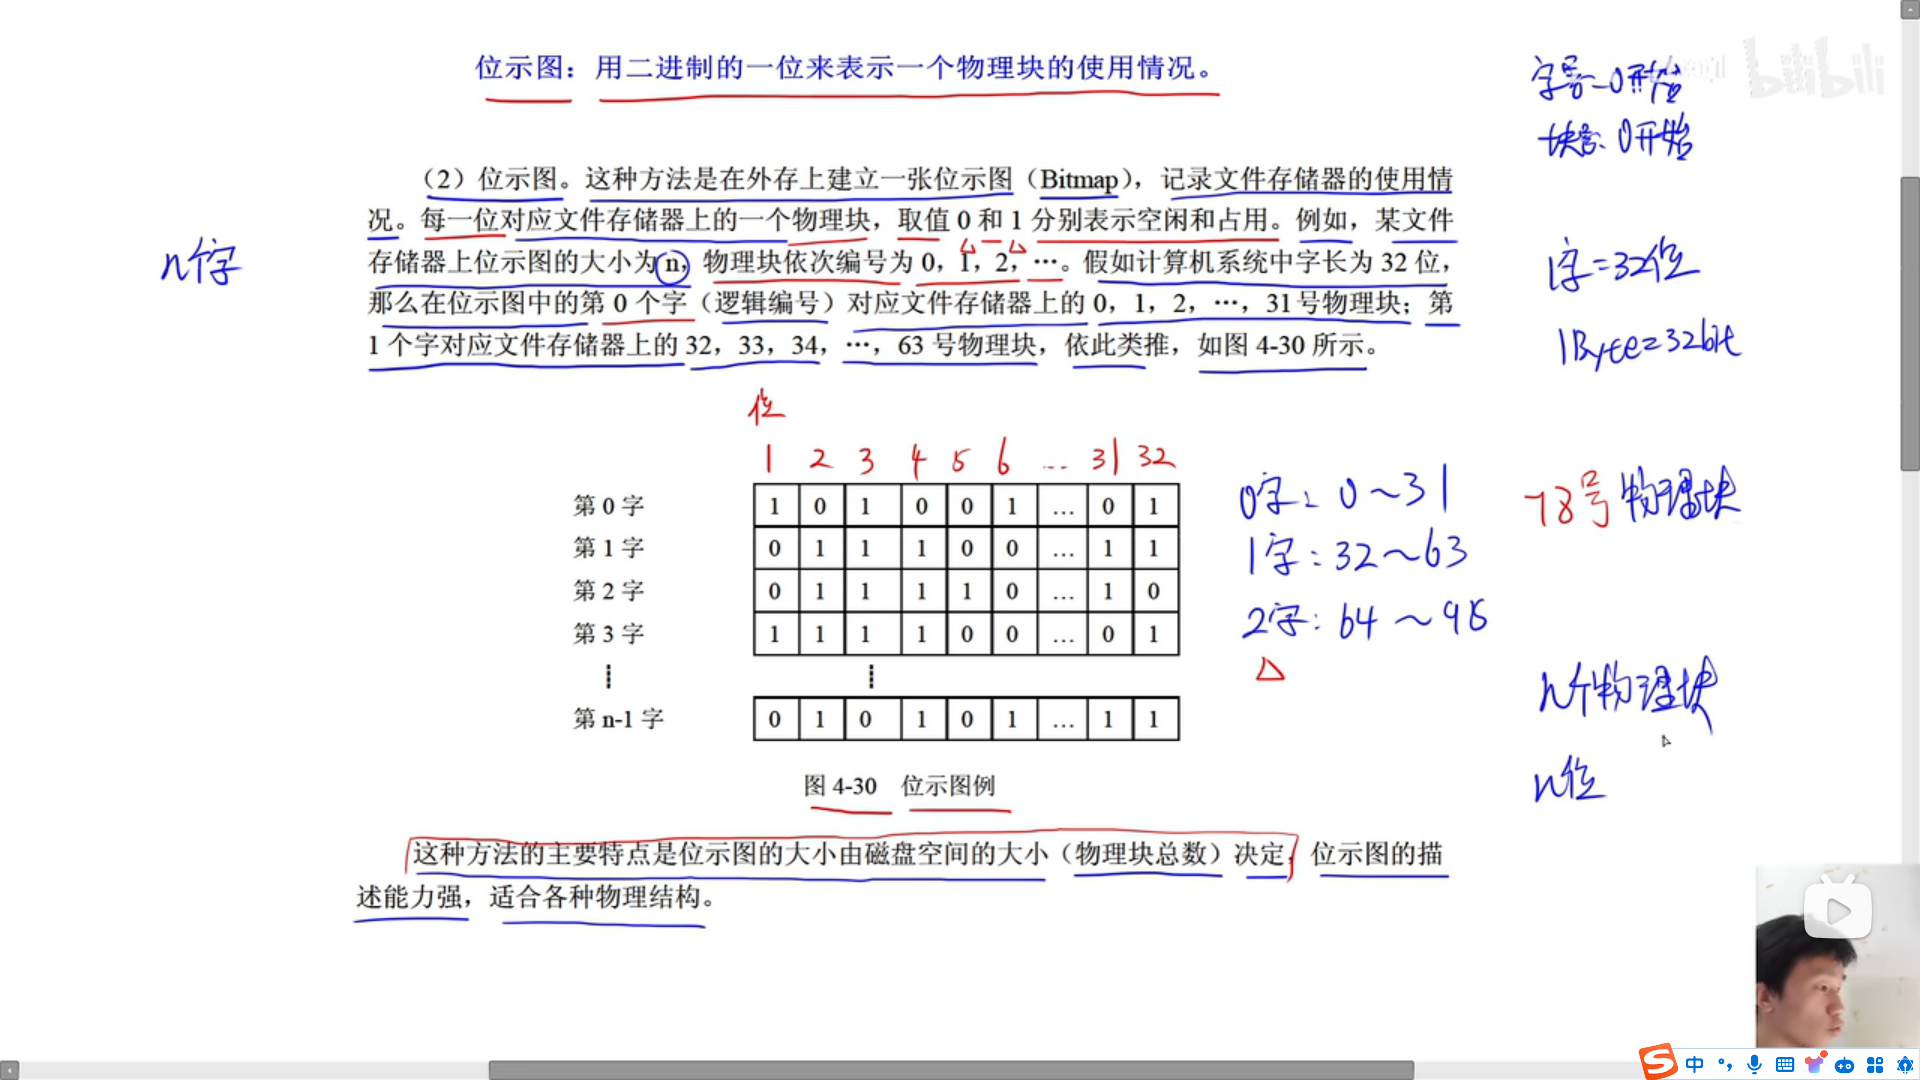 位示图：用二进制的一位来表示一个物理块的使用情况。
字号-0开始
bilibili
块号：0开始
（2）位示图。这种方法是在外存上建立一张位示图（Bitmap），记录文件存储器的使用情
况。每一位对应文件存储器上的一个物理块，取值 0 和 1 分别表示空闲和占用。例如，某文件
存储器上位示图的大小为 n，物理块依次编号为 0，1，2，…。假如计算机系统中字长为 32 位，
那么在位示图中的第 0 个字（逻辑编号）对应文件存储器上的 0，1，2，…，31 号物理块；第
1 个字对应文件存储器上的 32，33，34，…，63 号物理块，依此类推，如图 4-30 所示。
n个字
1字=32位
1Byte=32bit
位
1 2 3 4 5 6 … 31 32
第 0 字 1 0 1 0 0 1 … 0 1
第 1 字 0 1 1 1 0 0 … 1 1
第 2 字 0 1 1 1 1 0 … 1 0
第 3 字 1 1 1 1 0 0 … 0 1
第 n-1 字 0 1 0 1 0 1 … 1 1
0字：0～31
1字：32～63
2字：64～95
78号物理块
n个物理块
n位
图 4-30 位示图例
这种方法的主要特点是位示图的大小由磁盘空间的大小（物理块总数）决定，位示图的描
述能力强，适合各种物理结构。
中